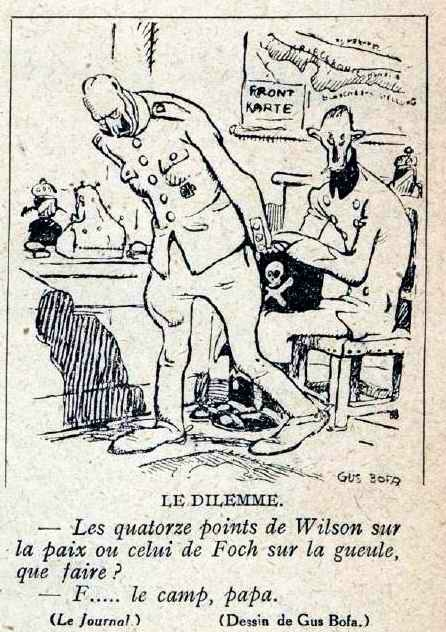 FRONT
KARTE
GUS BOFA
LE DILEMME.
— Les quatorze points de Wilson sur
la paix ou celui de Foch sur la gueule,
que faire ?
— F..... le camp, papa.
(Le Journal.) (Dessin de Gus Bofa.)